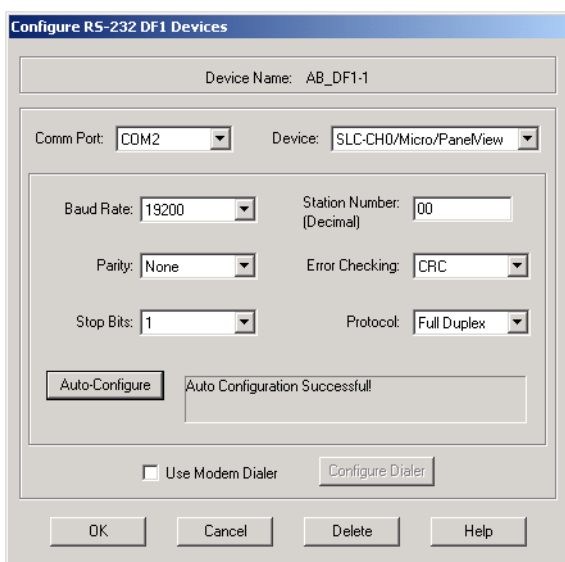 Configure RS-232 DF1 Devices
Device Name: AB_DF1-1
Comm Port: COM2 Device: SLC-CH0/Micro/PanelView
Baud Rate: 19200 Station Number: 00
(Decimal)
Parity: None Error Checking: CRC
Stop Bits: 1 Protocol: Full Duplex
Auto-Configure Auto Configuration Successful!
Use Modem Dialer Configure Dialer
OK Cancel Delete Help